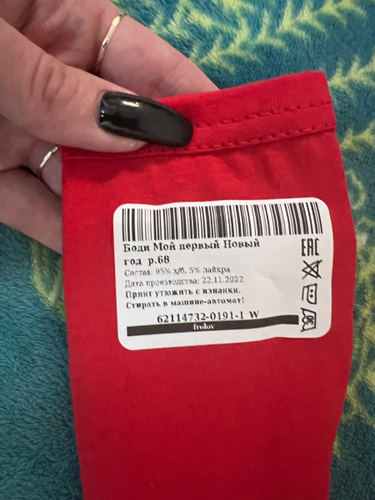 Боди Мой первый Новый
год р.68
Состав: 95% х/б, 5% лайкра
Дата производства: 22.11.2022
Принт утюжить с изнанки.
Стирать в машине-автомат!
62114732-0191-1 W
frolov
EAC